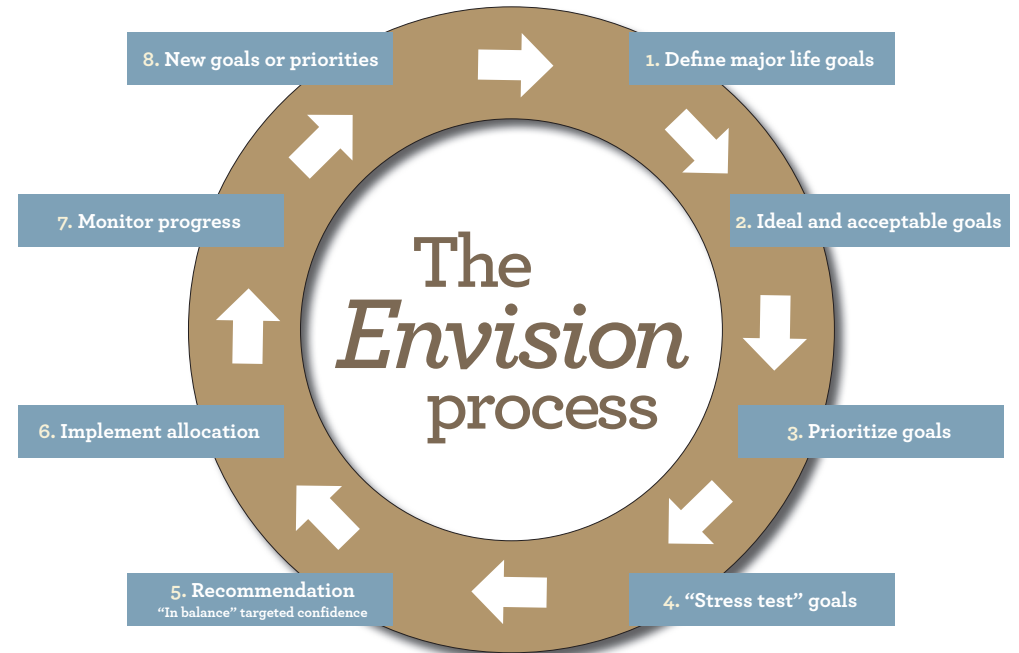 The
Envision
process
1. Define major life goals
2. Ideal and acceptable goals
3. Prioritize goals
4. “Stress test” goals
5. Recommendation
“In balance” targeted confidence
6. Implement allocation
7. Monitor progress
8. New goals or priorities